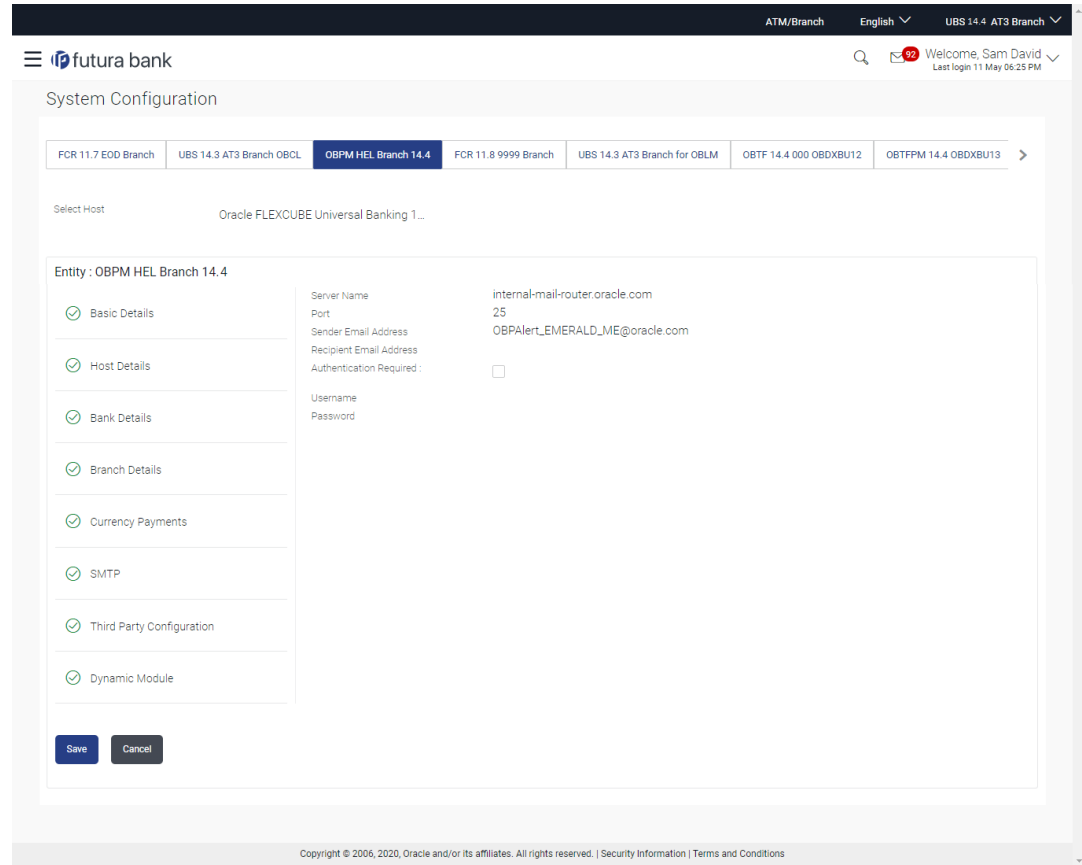 ATM/Branch English UBS 14.4 AT3 Branch
futura bank 92 Welcome, Sam David
Last login 11 May 06:25 PM
System Configuration
FCR 11.7 EOD Branch UBS 14.3 AT3 Branch OBCL OBPM HEL Branch 14.4 FCR 11.8 9999 Branch UBS 14.3 AT3 Branch for OBLM OBTF 14.4 000 OBDXBU12 OBTFPM 14.4 OBDXBU13
Select Host Oracle FLEXCUBE Universal Banking 1...
Entity : OBPM HEL Branch 14.4
Basic Details
Host Details
Bank Details
Branch Details
Currency Payments
SMTP
Third Party Configuration
Dynamic Module
Server Name internal-mail-router.oracle.com
Port 25
Sender Email Address OBPAlert_EMERALD_ME@oracle.com
Recipient Email Address
Authentication Required :
Username
Password
Save Cancel
Copyright © 2006, 2020, Oracle and/or its affiliates. All rights reserved. | Security Information | Terms and Conditions